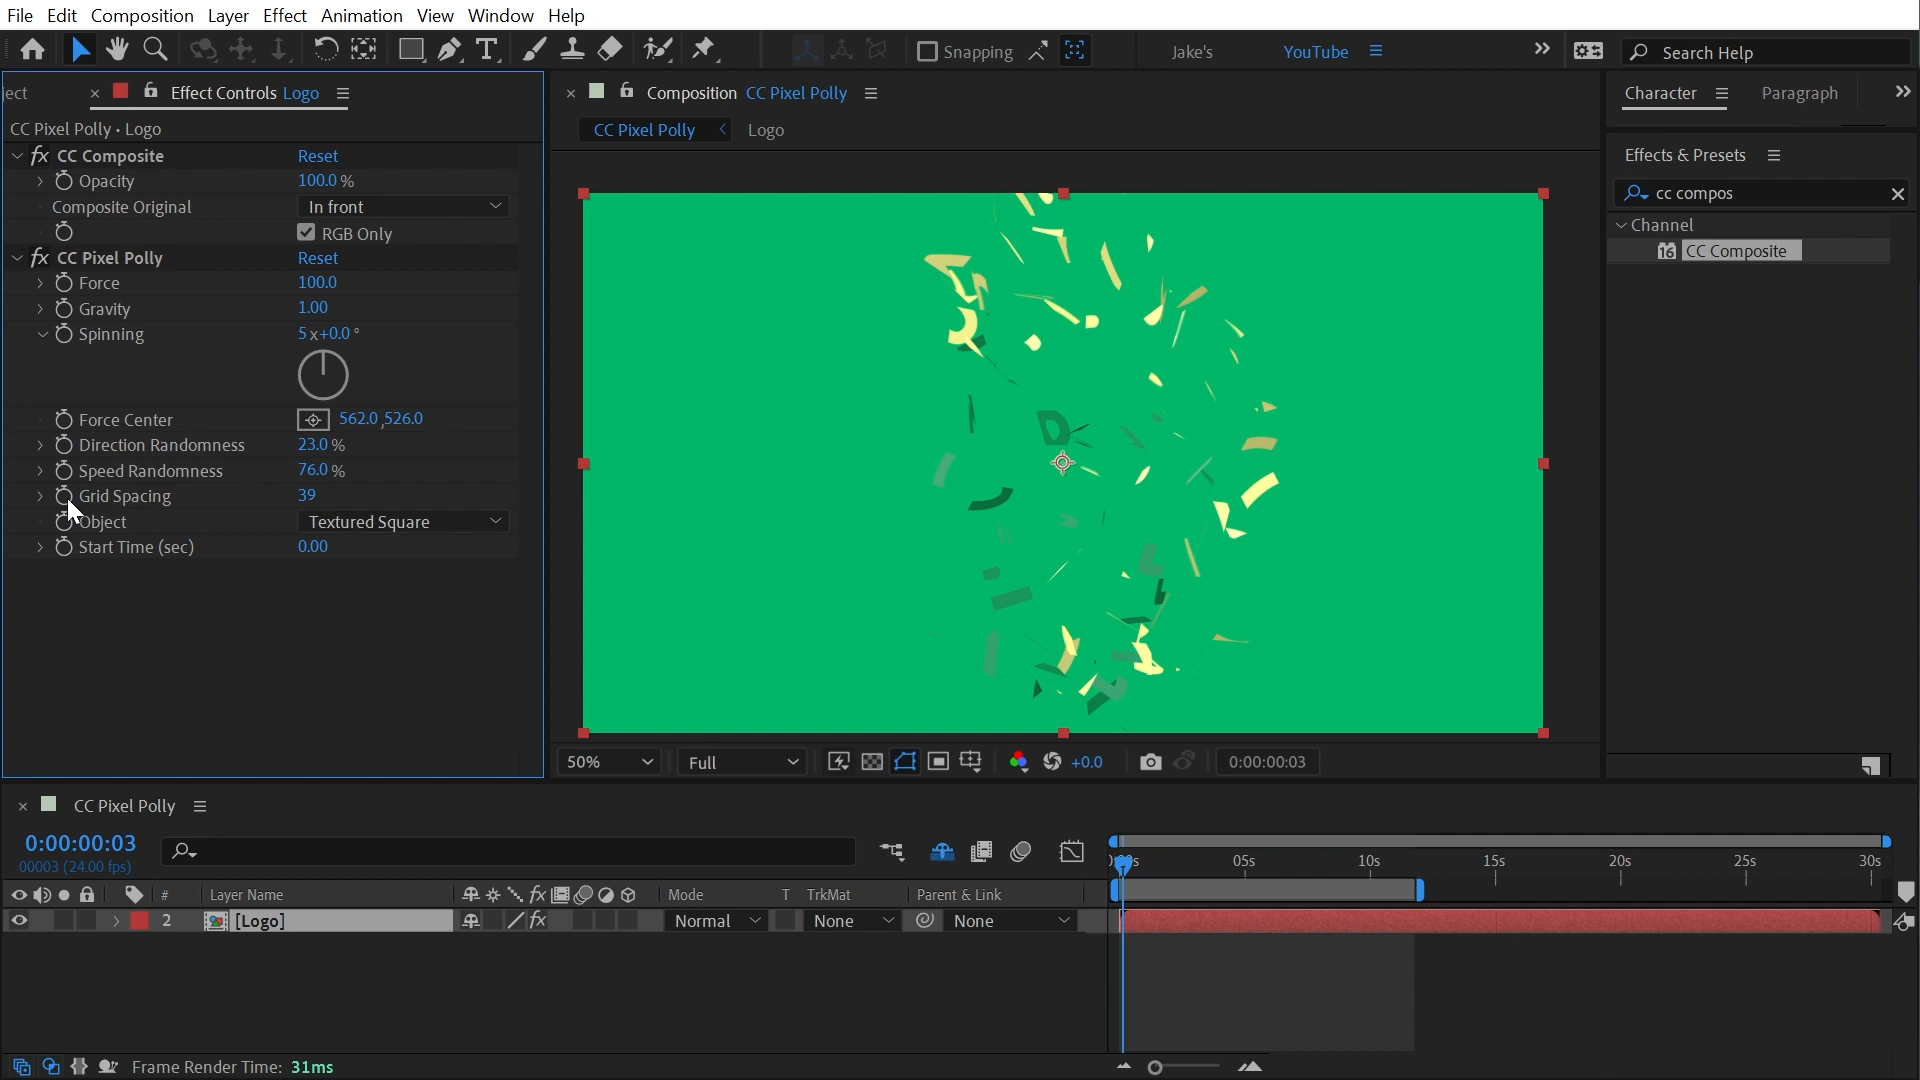 File Edit Composition Layer Effect Animation View Window Help
Snapping Jake's YouTube Search Help
ject Effect Controls Logo
CC Pixel Polly • Logo
CC Composite Reset
Opacity 100.0 %
Composite Original In front
RGB Only
CC Pixel Polly Reset
Force 100.0
Gravity 1.00
Spinning 5 x+0.0 °
Force Center 562.0 ,526.0
Direction Randomness 23.0 %
Speed Randomness 76.0 %
Grid Spacing 39
Object Textured Square
Start Time (sec) 0.00
Composition CC Pixel Polly
CC Pixel Polly Logo
50% Full +0.0 0:00:00:03
Character Paragraph
Effects & Presets
cc compos
Channel
16 CC Composite
CC Pixel Polly
0:00:00:03
00003 (24.00 fps)
05s 10s 15s 20s 25s 30s
# Layer Name Mode T TrkMat Parent & Link
2 [Logo] Normal None None
Frame Render Time: 31ms